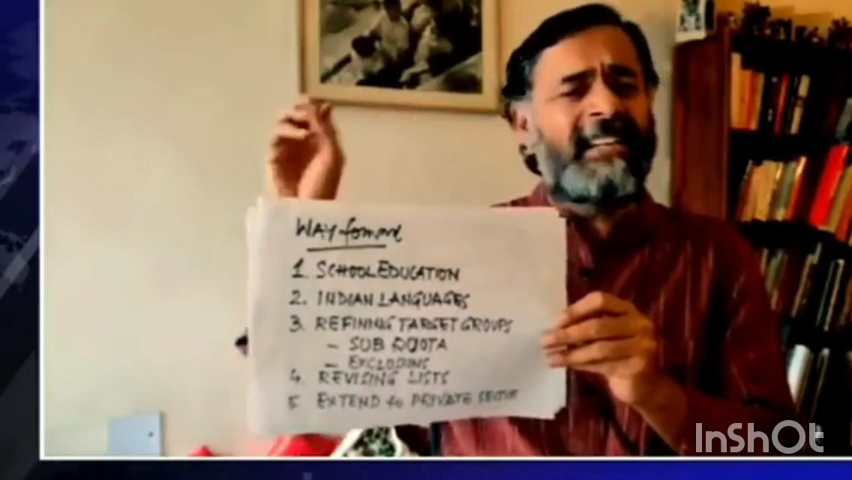 WAY forward
1. SCHOOL EDUCATION
2. INDIAN LANGUAGES
3. REFINING TARGET GROUPS
- SUB QUOTA
- EXCLUSIONS
4. REVISING LISTS
5 EXTEND to PRIVATE SECTOR
InShOt